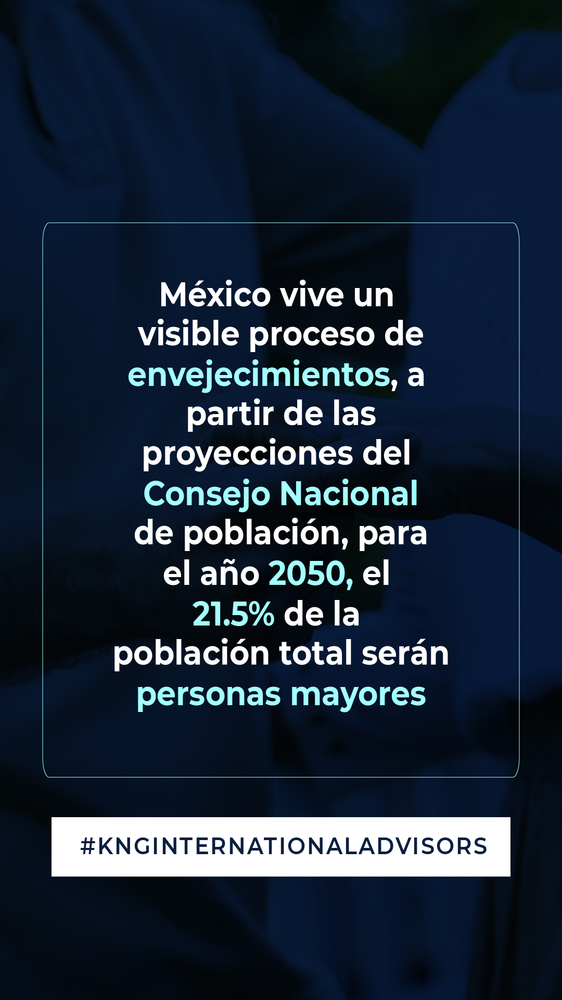 México vive un
visible proceso de
envejecimientos, a
partir de las
proyecciones del
Consejo Nacional
de población, para
el año 2050, el
21.5% de la
población total serán
personas mayores
#KNGINTERNATIONALADVISORS